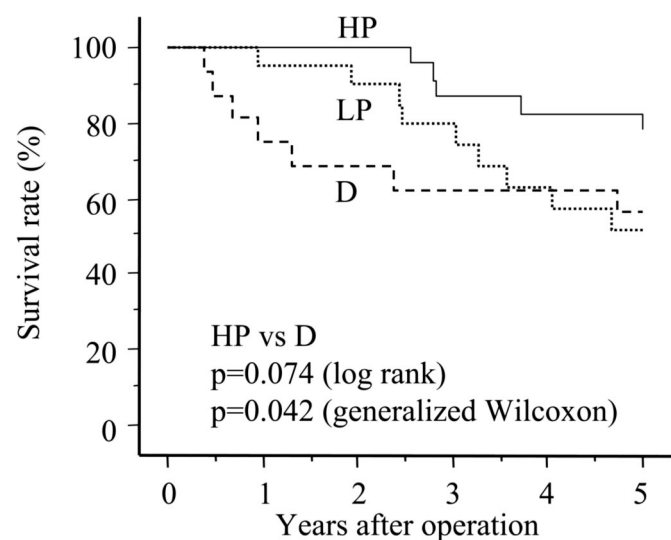 Survival rate (%)
100
80
60
40
20
0
HP
LP
D
HP vs D
p=0.074 (log rank)
p=0.042 (generalized Wilcoxon)
0 1 2 3 4 5
Years after operation